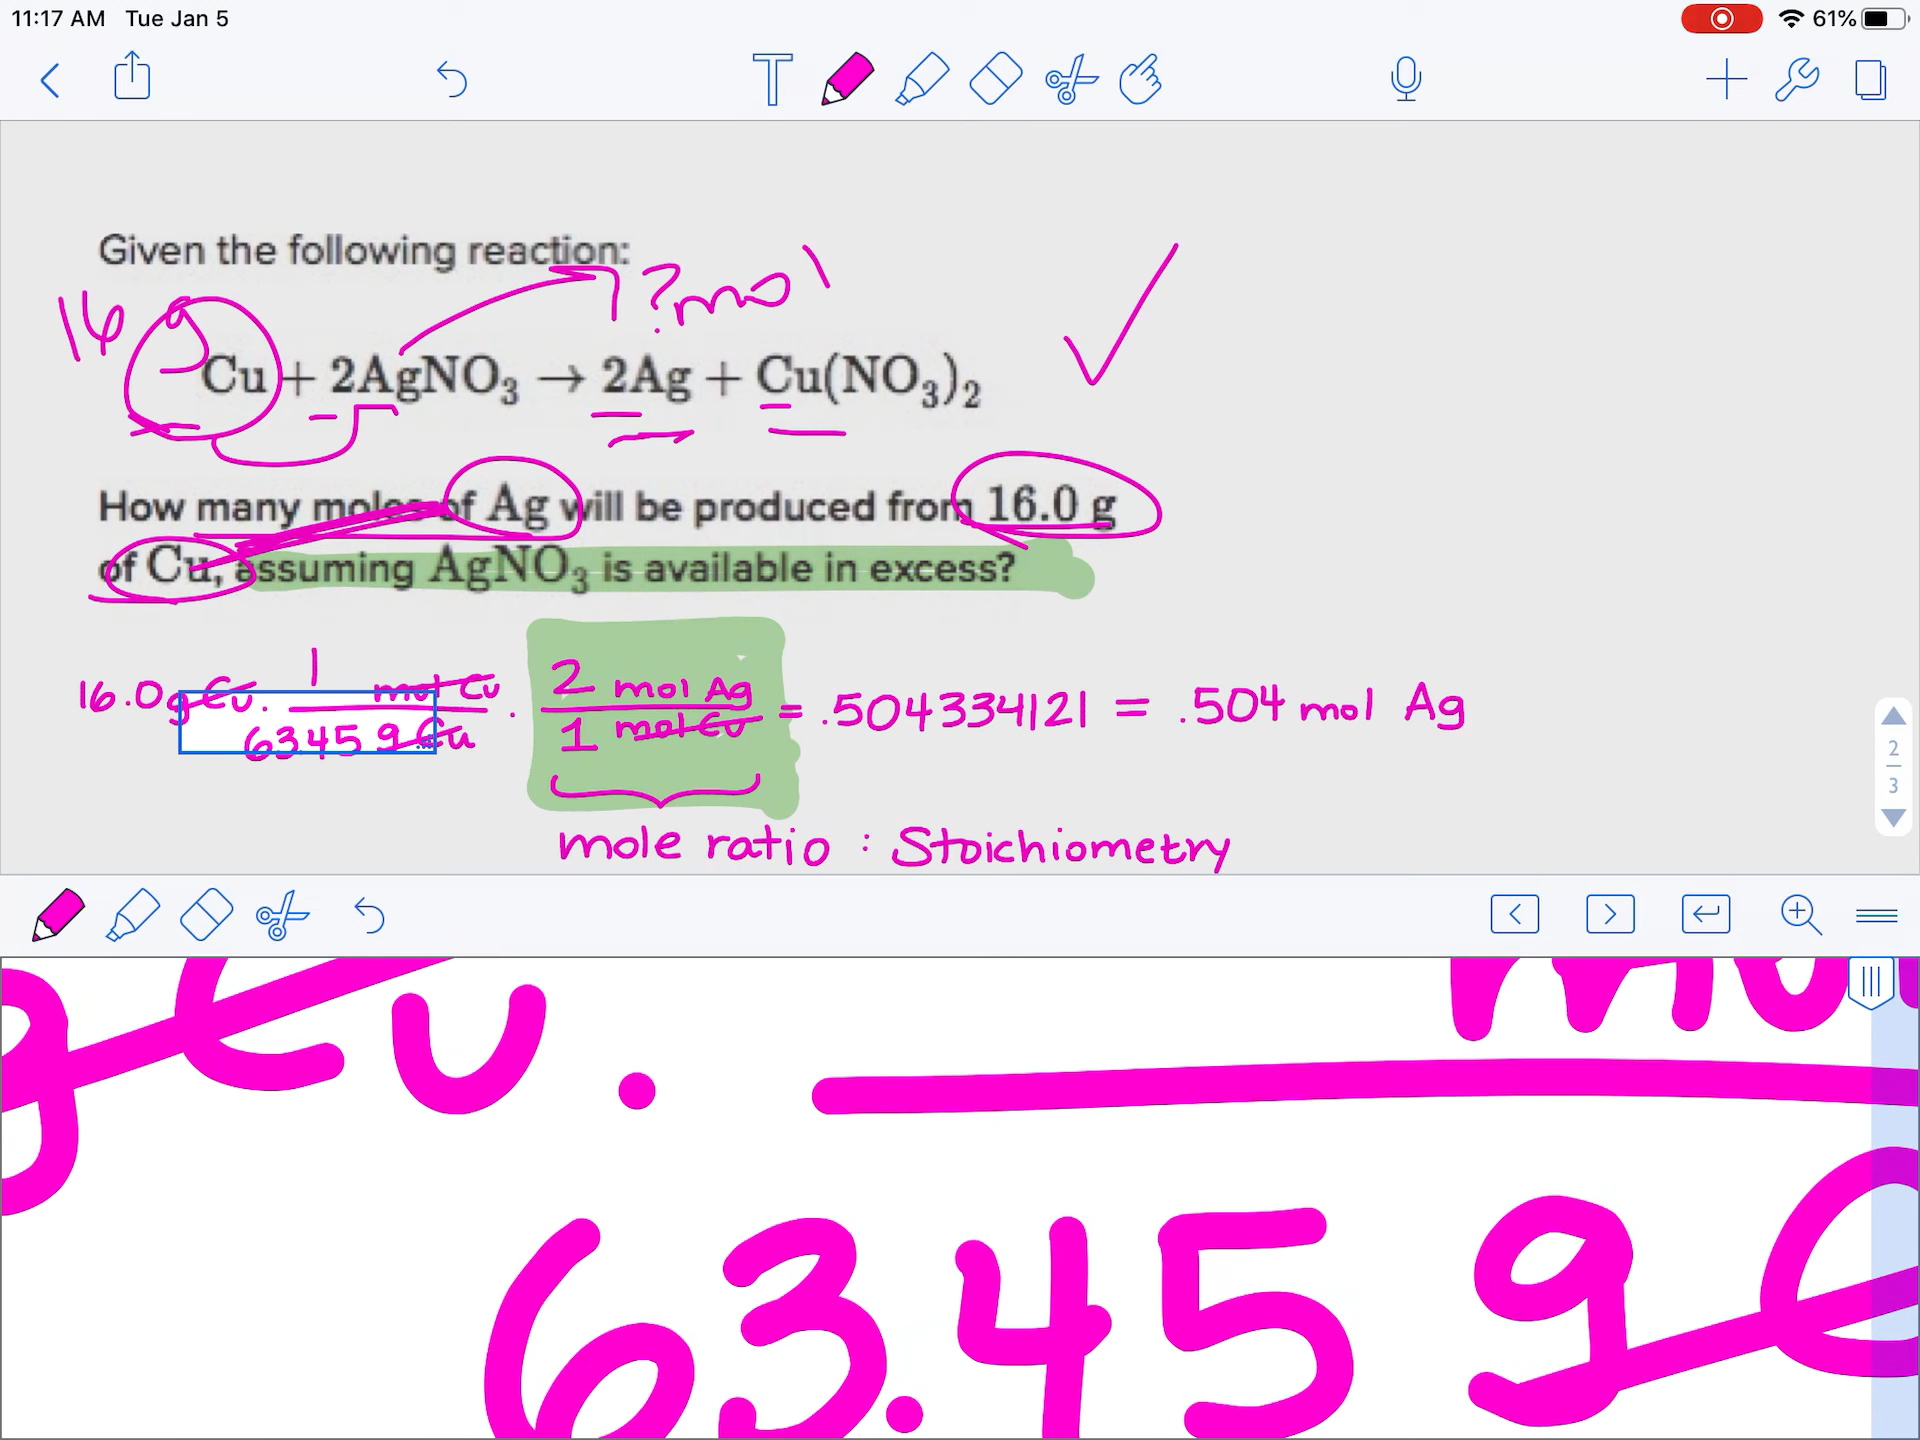 11:17 AM Tue Jan 5
61%
T
Given the following reaction:
16 g
? mol
Cu + 2AgNO₃ → 2Ag + Cu(NO₃)₂
How many moles of Ag will be produced from 16.0 g
of Cu, assuming AgNO₃ is available in excess?
16.0 g Cu . 1 mol Cu . 2 mol Ag = .504334121 = .504 mol Ag
63.45 g Cu 1 mol Cu
2
3
mole ratio : Stoichiometry
g Cu . mol
63.45 g C